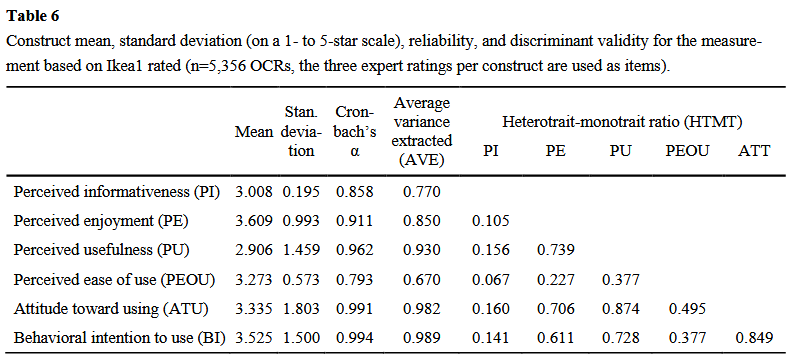 Table 6
Construct mean, standard deviation (on a 1- to 5-star scale), reliability, and discriminant validity for the measure-
ment based on Ikea1 rated (n=5,356 OCRs, the three expert ratings per construct are used as items).
Mean Stan. devia- tion Cron- bach’s α Average variance extracted (AVE) Heterotrait-monotrait ratio (HTMT)
PI PE PU PEOU ATT
Perceived informativeness (PI) 3.008 0.195 0.858 0.770
Perceived enjoyment (PE) 3.609 0.993 0.911 0.850 0.105
Perceived usefulness (PU) 2.906 1.459 0.962 0.930 0.156 0.739
Perceived ease of use (PEOU) 3.273 0.573 0.793 0.670 0.067 0.227 0.377
Attitude toward using (ATU) 3.335 1.803 0.991 0.982 0.160 0.706 0.874 0.495
Behavioral intention to use (BI) 3.525 1.500 0.994 0.989 0.141 0.611 0.728 0.377 0.849